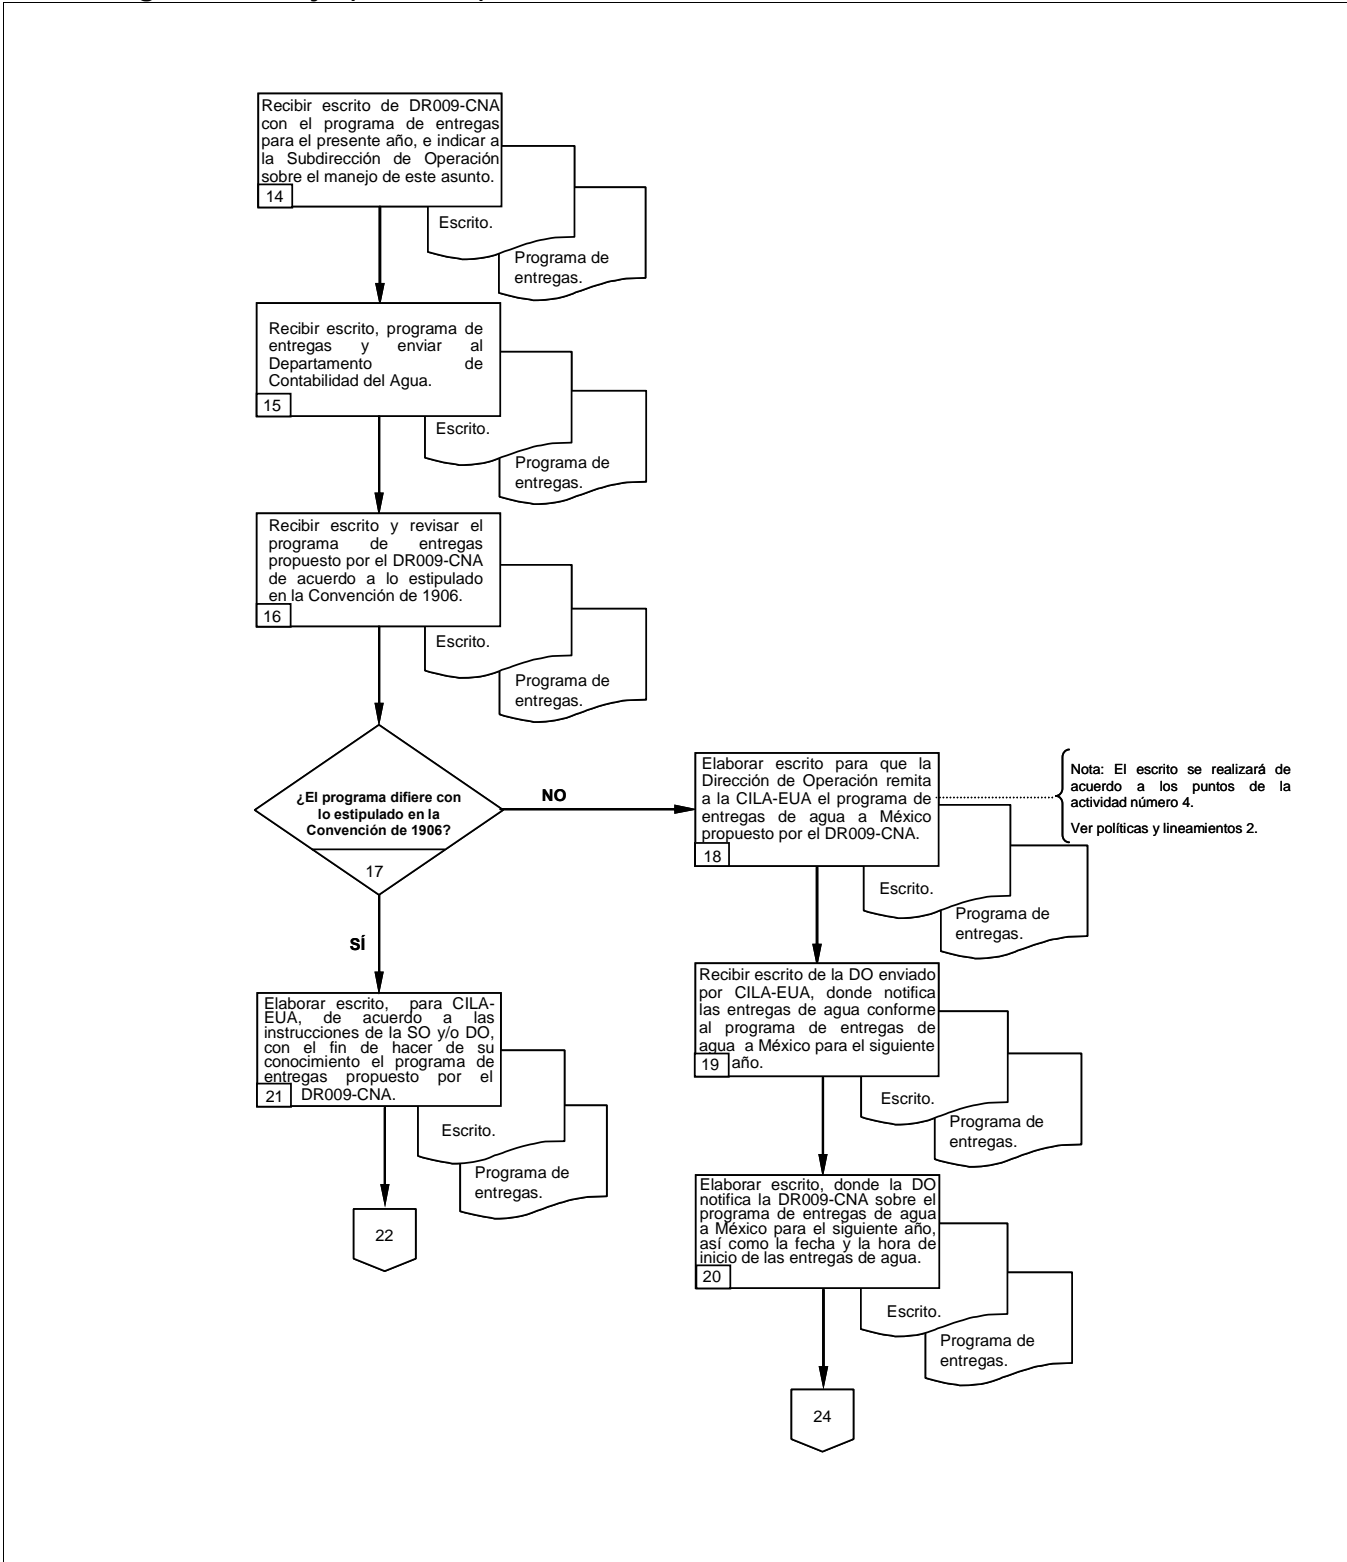 Recibir escrito de DR009-CNA
con el programa de entregas
para el presente año, e indicar a
la Subdirección de Operación
sobre el manejo de este asunto.
14
Escrito.
Programa de
entregas.
Recibir escrito, programa de
entregas y enviar al
Departamento de
Contabilidad del Agua.
15
Escrito.
Programa de
entregas.
Recibir escrito y revisar el
programa de entregas
propuesto por el DR009-CNA
de acuerdo a lo estipulado
en la Convención de 1906.
16
Escrito.
Programa de
entregas.
¿El programa difiere con
lo estipulado en la
Convención de 1906?
17
NO
SÍ
Elaborar escrito para que la
Dirección de Operación remita
a la CILA-EUA el programa de
entregas de agua a México
propuesto por el DR009-CNA.
18
Escrito.
Programa de
entregas.
Nota: El escrito se realizará de
acuerdo a los puntos de la
actividad número 4.
Ver políticas y lineamientos 2.
Recibir escrito de la DO enviado
por CILA-EUA, donde notifica
las entregas de agua conforme
al programa de entregas de
agua a México para el siguiente
19 año.
Escrito.
Programa de
entregas.
Elaborar escrito, donde la DO
notifica la DR009-CNA sobre el
programa de entregas de agua
a México para el siguiente año,
así como la fecha y la hora de
inicio de las entregas de agua.
20
Escrito.
Programa de
entregas.
24
Elaborar escrito, para CILA-
EUA, de acuerdo a las
instrucciones de la SO y/o DO,
con el fin de hacer de su
conocimiento el programa de
entregas propuesto por el
21 DR009-CNA.
Escrito.
Programa de
entregas.
22